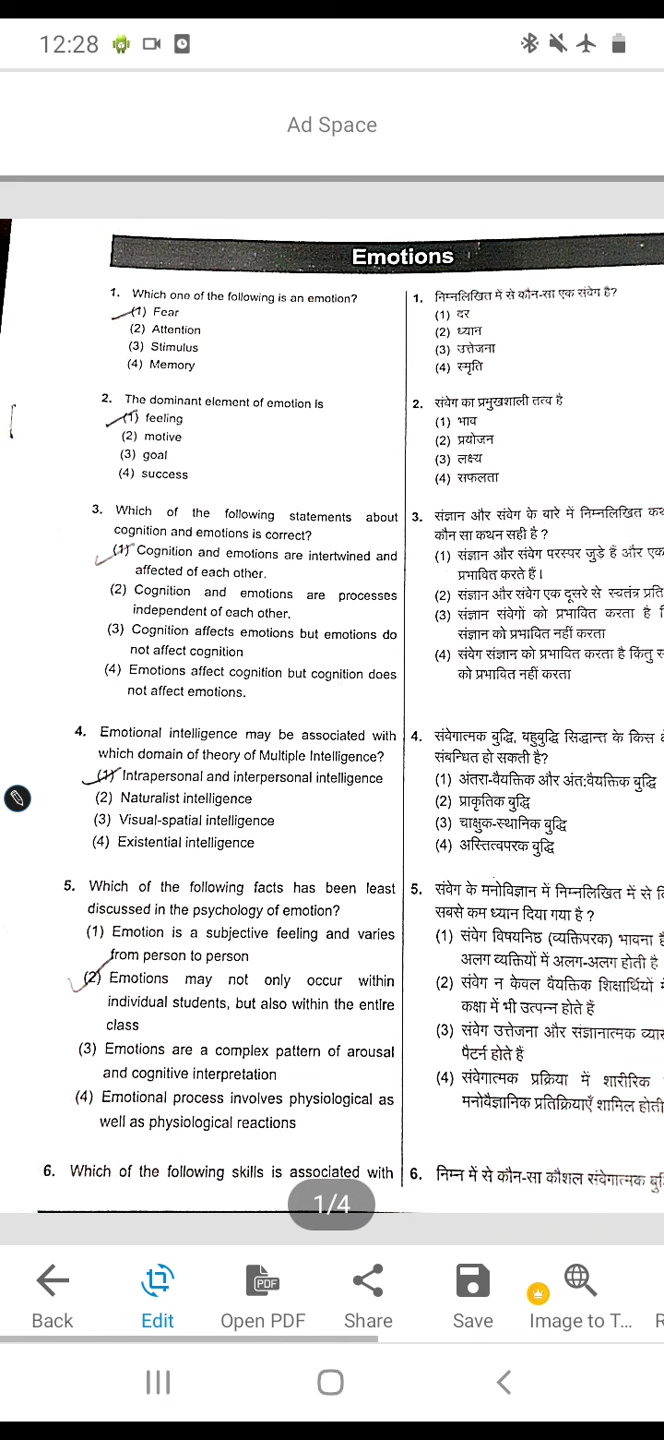 12:28
Ad Space
Emotions
1. Which one of the following is an emotion?
(1) Fear
(2) Attention
(3) Stimulus
(4) Memory
2. The dominant element of emotion is
(1) feeling
(2) motive
(3) goal
(4) success
3. Which of the following statements about
cognition and emotions is correct?
(1) Cognition and emotions are intertwined and
affected of each other.
(2) Cognition and emotions are processes
independent of each other.
(3) Cognition affects emotions but emotions do
not affect cognition
(4) Emotions affect cognition but cognition does
not affect emotions.
4. Emotional intelligence may be associated with
which domain of theory of Multiple Intelligence?
(1) Intrapersonal and interpersonal intelligence
(2) Naturalist intelligence
(3) Visual-spatial intelligence
(4) Existential intelligence
5. Which of the following facts has been least
discussed in the psychology of emotion?
(1) Emotion is a subjective feeling and varies
from person to person
(2) Emotions may not only occur within
individual students, but also within the entire
class
(3) Emotions are a complex pattern of arousal
and cognitive interpretation
(4) Emotional process involves physiological as
well as physiological reactions
6. Which of the following skills is associated with
1. निम्नलिखित में से कौन-सा एक संवेग है?
(1) दर
(2) ध्यान
(3) उत्तेजना
(4) स्मृति
2. संवेग का प्रमुखशाली तत्व है
(1) भाव
(2) प्रयोजन
(3) लक्ष्य
(4) सफलता
3. संज्ञान और संवेग के बारे में निम्नलिखित
कौन सा कथन सही है ?
(1) संज्ञान और संवेग परस्पर जुड़े हैं और एक
प्रभावित करते हैं।
(2) संज्ञान और संवेग एक दूसरे से स्वतंत्र
(3) संज्ञान संवेगों को प्रभावित करता है
संज्ञान को प्रभावित नहीं करता
(4) संवेग संज्ञान को प्रभावित करता है किंतु
को प्रभावित नहीं करता
4. संवेगात्मक बुद्धि, बहुबुद्धि सिद्धान्त के किस
संबन्धित हो सकती है?
(1) अंतरा-वैयक्तिक और अंत:वैयक्तिक बुद्धि
(2) प्राकृतिक बुद्धि
(3) चाक्षुक-स्थानिक बुद्धि
(4) अस्तित्वपरक बुद्धि
5. संवेग के मनोविज्ञान में निम्नलिखित में से
सबसे कम ध्यान दिया गया है ?
(1) संवेग विषयनिष्ठ (व्यक्तिपरक) भावना
अलग व्यक्तियों में अलग-अलग होती है
(2) संवेग न केवल वैयक्तिक शिक्षार्थियों
कक्षा में भी उत्पन्न होते हैं
(3) संवेग उत्तेजना और संज्ञानात्मक
पैटर्न होते हैं
(4) संवेगात्मक प्रक्रिया में शारीरिक
मनोवैज्ञानिक प्रतिक्रियाएँ शामिल होती
6. निम्न में से कौन-सा कौशल संवेगात्मक
1/4
Back
Edit
PDF
Open PDF
Share
Save
Image to T...